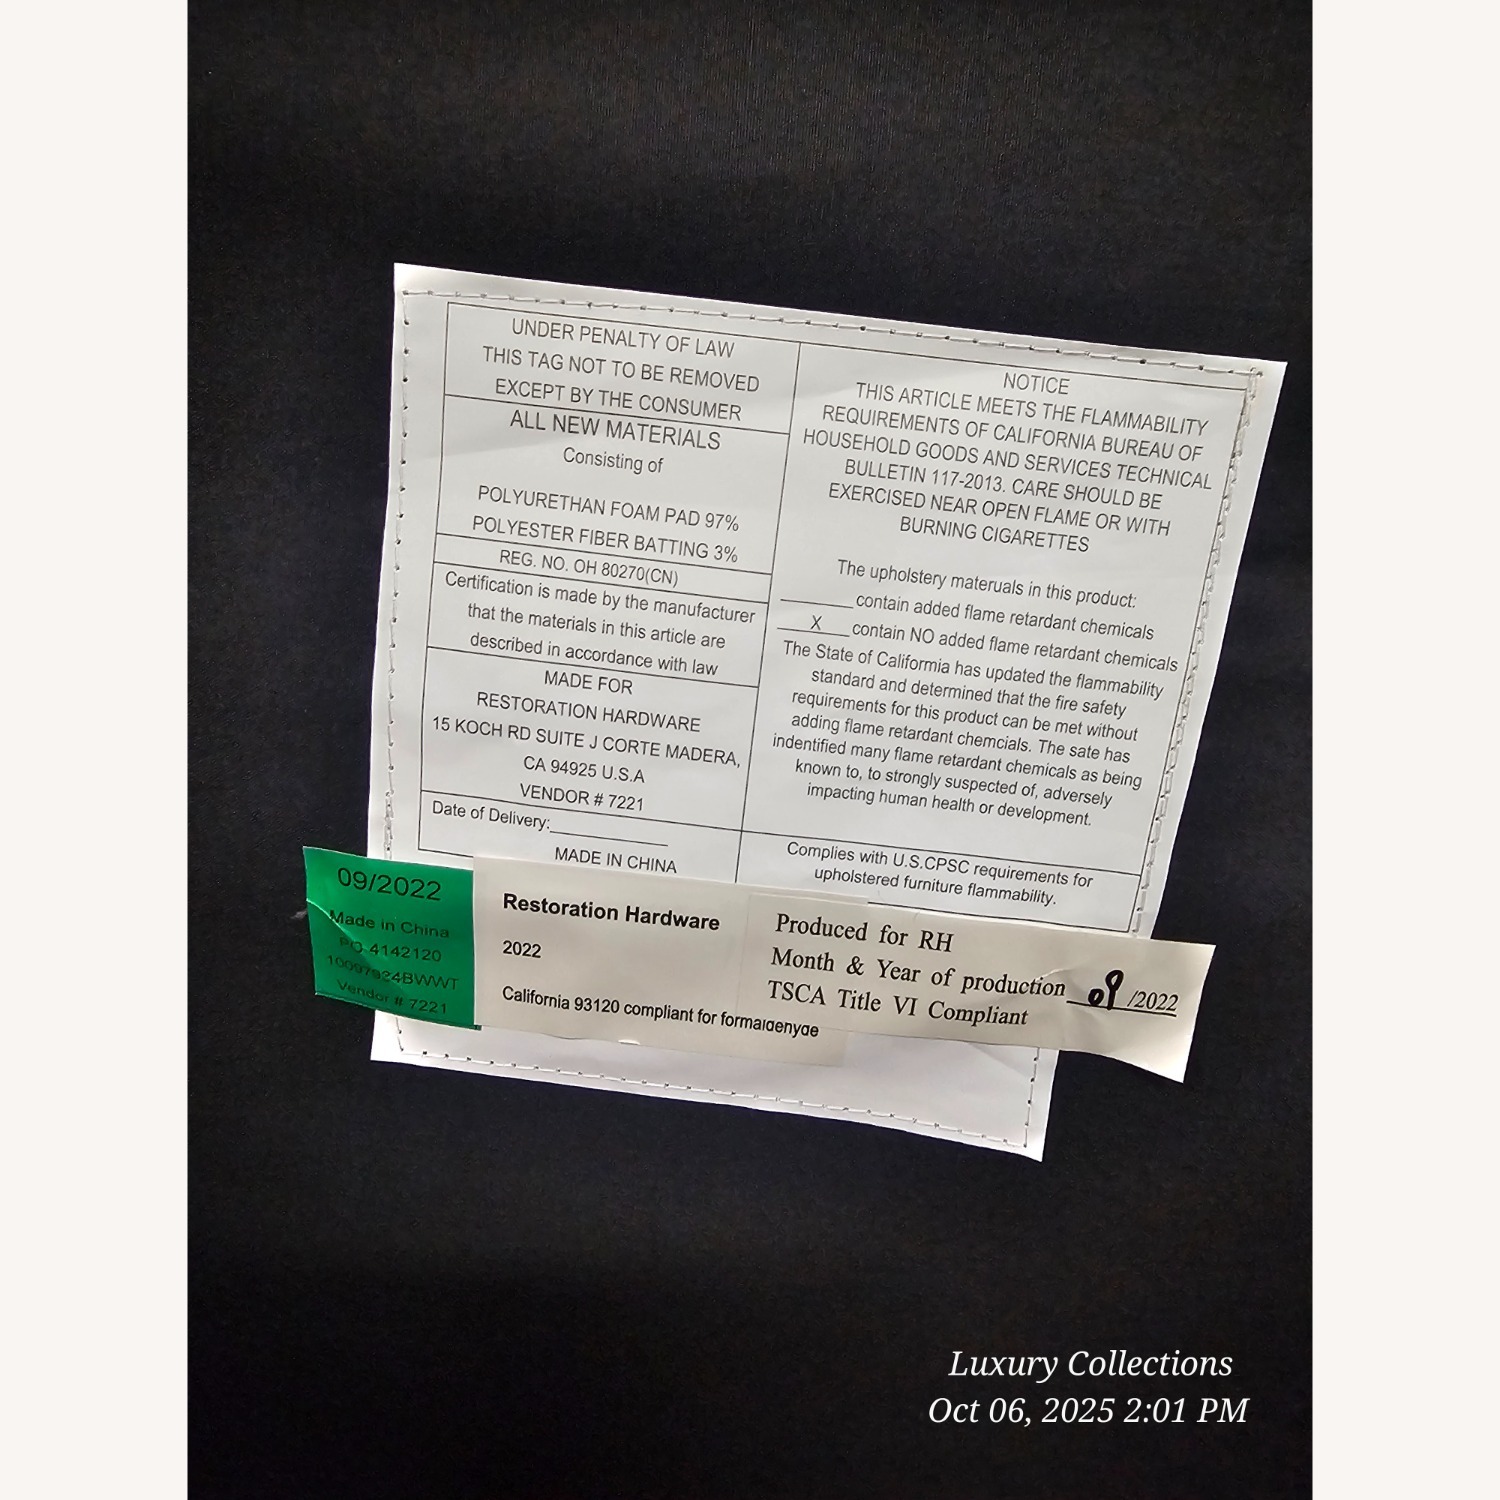 UNDER PENALTY OF LAW
THIS TAG NOT TO BE REMOVED
EXCEPT BY THE CONSUMER
ALL NEW MATERIALS
Consisting of
POLYURETHAN FOAM PAD 97%
POLYESTER FIBER BATTING 3%
REG. NO. OH 80270(CN)
Certification is made by the manufacturer
that the materials in this article are
described in accordance with law
MADE FOR
RESTORATION HARDWARE
15 KOCH RD SUITE J CORTE MADERA,
CA 94925 U.S.A
VENDOR # 7221
Date of Delivery:
MADE IN CHINA
NOTICE
THIS ARTICLE MEETS THE FLAMMABILITY
REQUIREMENTS OF CALIFORNIA BUREAU OF
HOUSEHOLD GOODS AND SERVICES TECHNICAL
BULLETIN 117-2013. CARE SHOULD BE
EXERCISED NEAR OPEN FLAME OR WITH
BURNING CIGARETTES
The upholstery materuals in this product:
______contain added flame retardant chemicals
__X__contain NO added flame retardant chemicals
The State of California has updated the flammability
standard and determined that the fire safety
requirements for this product can be met without
adding flame retardant chemcials. The sate has
indentified many flame retardant chemicals as being
known to, to strongly suspected of, adversely
impacting human health or development.
Complies with U.S.CPSC requirements for
upholstered furniture flammability.
09/2022
Made in China
PO 4142120
10097924BWWT
Vendor # 7221
Restoration Hardware
2022
California 93120 compliant for formaldehyde
Produced for RH
Month & Year of production 09/2022
TSCA Title VI Compliant
Luxury Collections
Oct 06, 2025 2:01 PM